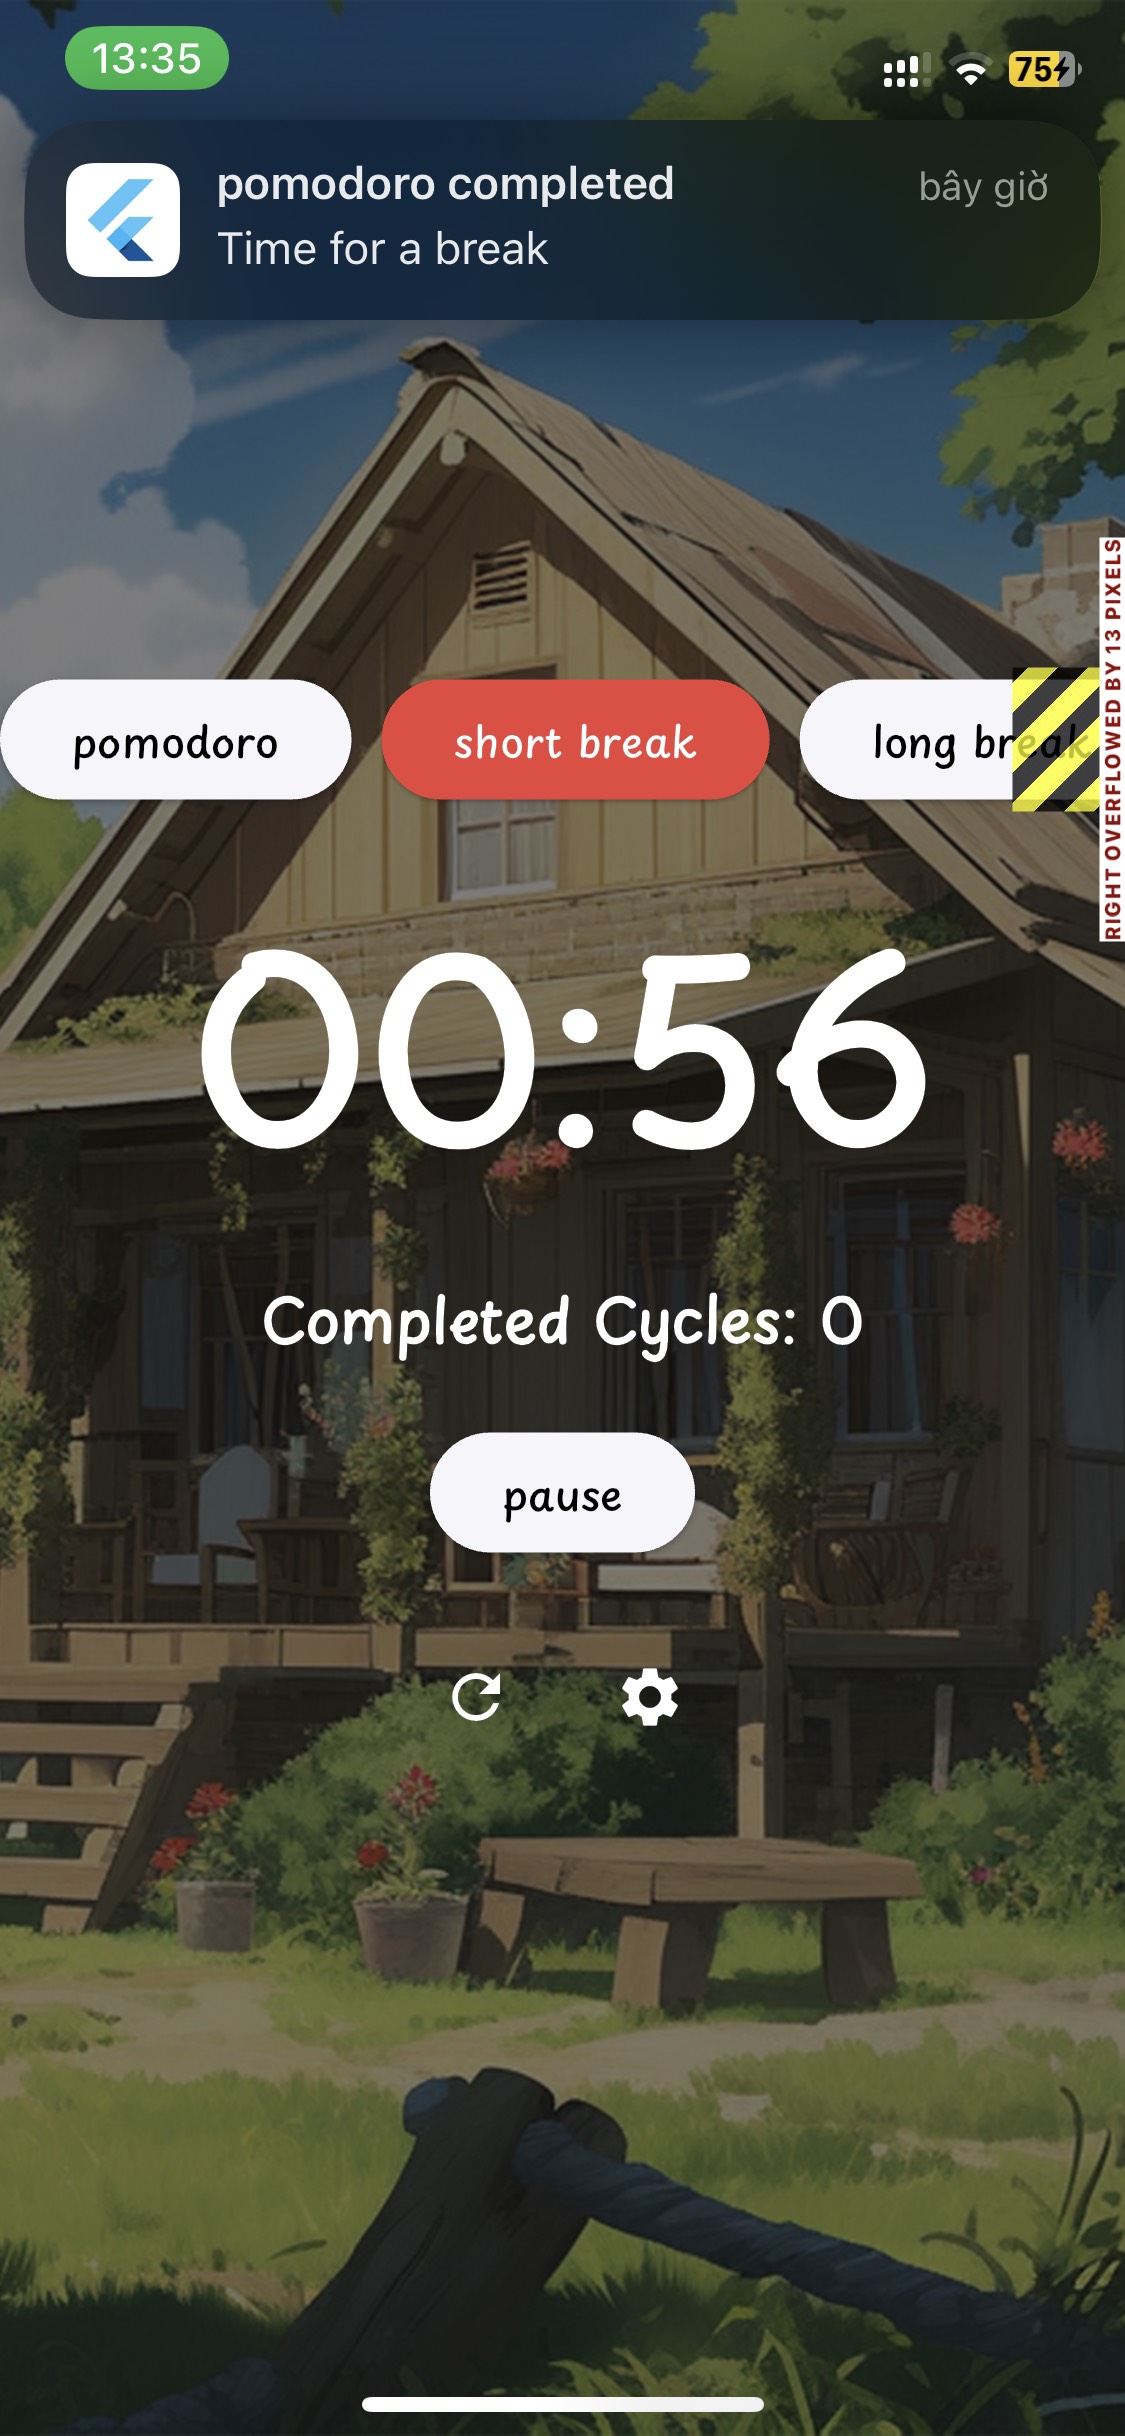 13:35
75
pomodoro completed
bây giờ
Time for a break
RIGHT OVERFLOWED BY 13 PIXELS
pomodoro
short break
long break
00:56
Completed Cycles: 0
pause